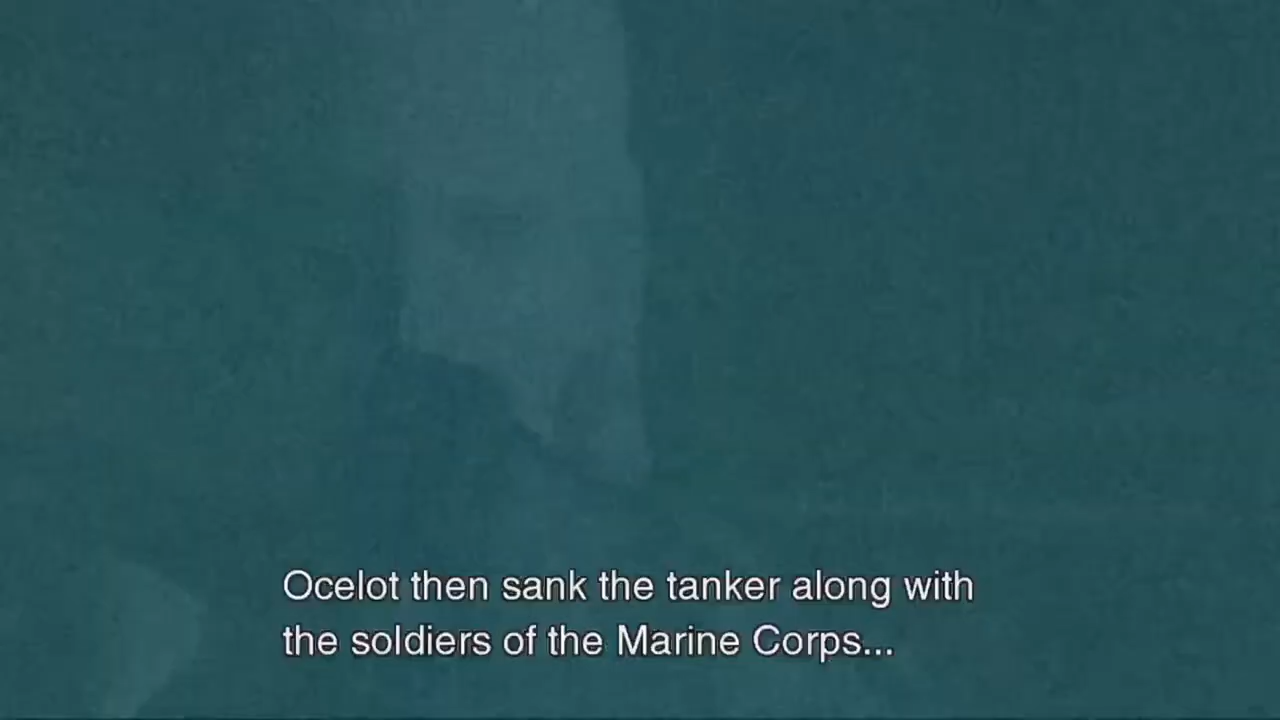 Ocelot then sank the tanker along with
the soldiers of the Marine Corps...